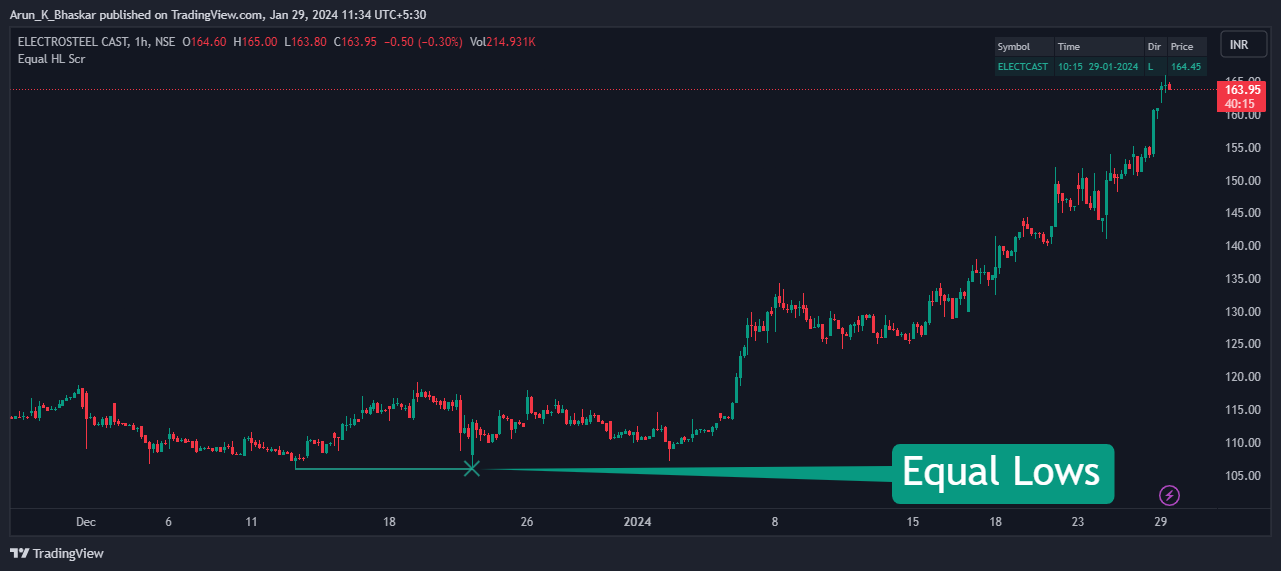 Arun_K_Bhaskar published on TradingView.com, Jan 29, 2024 11:34 UTC+5:30
ELECTROSTEEL CAST, 1h, NSE O164.60 H165.00 L163.80 C163.95 −0.50 (−0.30%) Vol214.931K
Equal HL Scr
Symbol Time Dir Price
ELECTCAST 10:15 29-01-2024 L 164.45
INR
165.00
163.95
40:15
160.00
155.00
150.00
145.00
140.00
135.00
130.00
125.00
120.00
115.00
110.00
105.00
Equal Lows
Dec 6 11 18 26 2024 8 15 18 23 29
TradingView